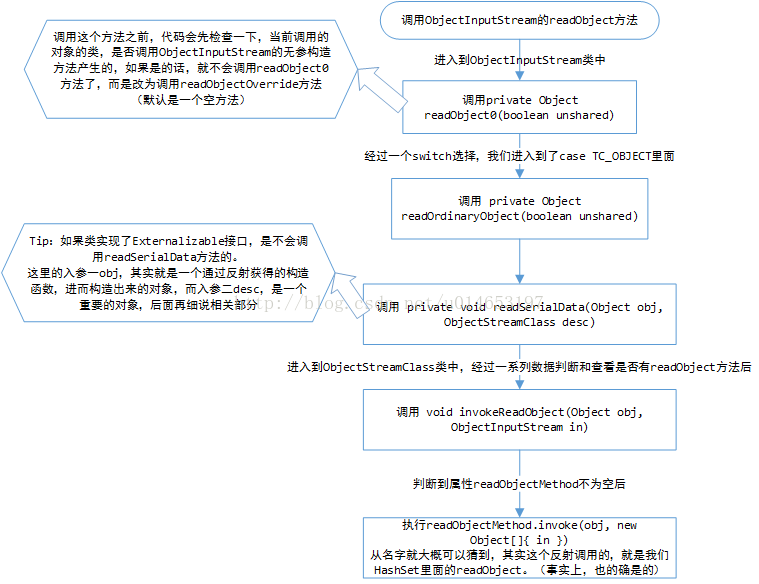 调用ObjectInputStream的readObject方法
进入到ObjectInputStream类中
调用这个方法之前，代码会先检查一下，当前调用的
对象的类，是否调用ObjectInputStream的无参构造
方法产生的，如果是的话，就不会调用readObject0
方法了，而是改为调用readObjectOverride方法
（默认是一个空方法）
调用private Object
readObject0(boolean unshared)
经过一个switch选择，我们进入到了case TC_OBJECT里面
调用 private Object
readOrdinaryObject(boolean unshared)
Tip：如果类实现了Externalizable接口，是不会调
用readSerialData方法的。
这里的入参一obj，其实就是一个通过反射获得的构造
函数，进而构造出来的对象，而入参二desc，是一个
重要的对象，后面再细说相关部分
http://blog.csdn.net/u014653197
调用 private void readSerialData(Object obj,
ObjectStreamClass desc)
进入到ObjectStreamClass类中，经过一系列数据判断和查看是否有readObject方法后
调用 void invokeReadObject(Object obj,
ObjectInputStream in)
判断到属性readObjectMethod不为空后
执行readObjectMethod.invoke(obj, new
Object[]{ in })
从名字就大概可以猜到，其实这个反射调用的，就是我们
HashSet里面的readObject。（事实上，也的确是的）